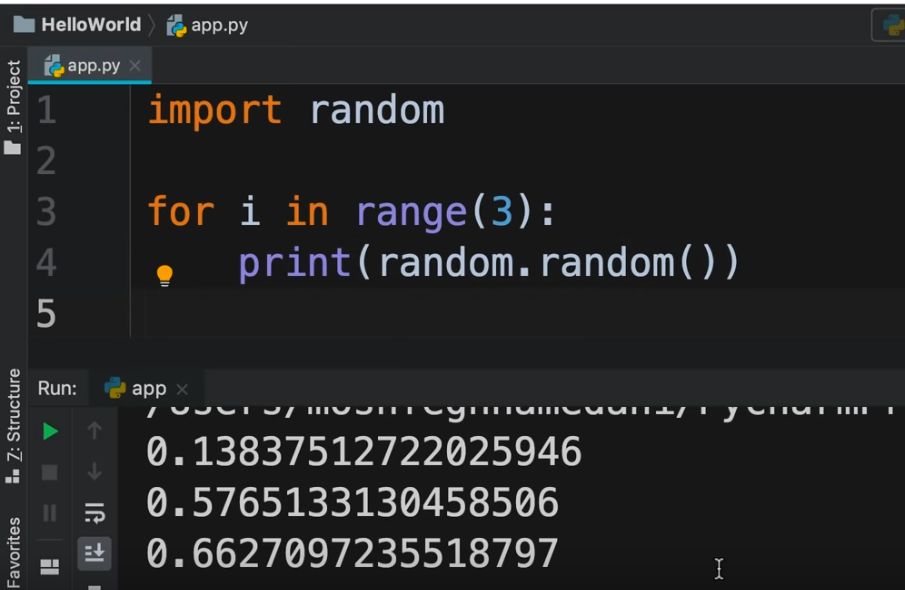 HelloWorld app.py
app.py
1: Project
1 import random
2
3 for i in range(3):
4 print(random.random())
5
Run: app
7: Structure
0.13837512722025946
0.5765133130458506
0.6627097235518797
Favorites